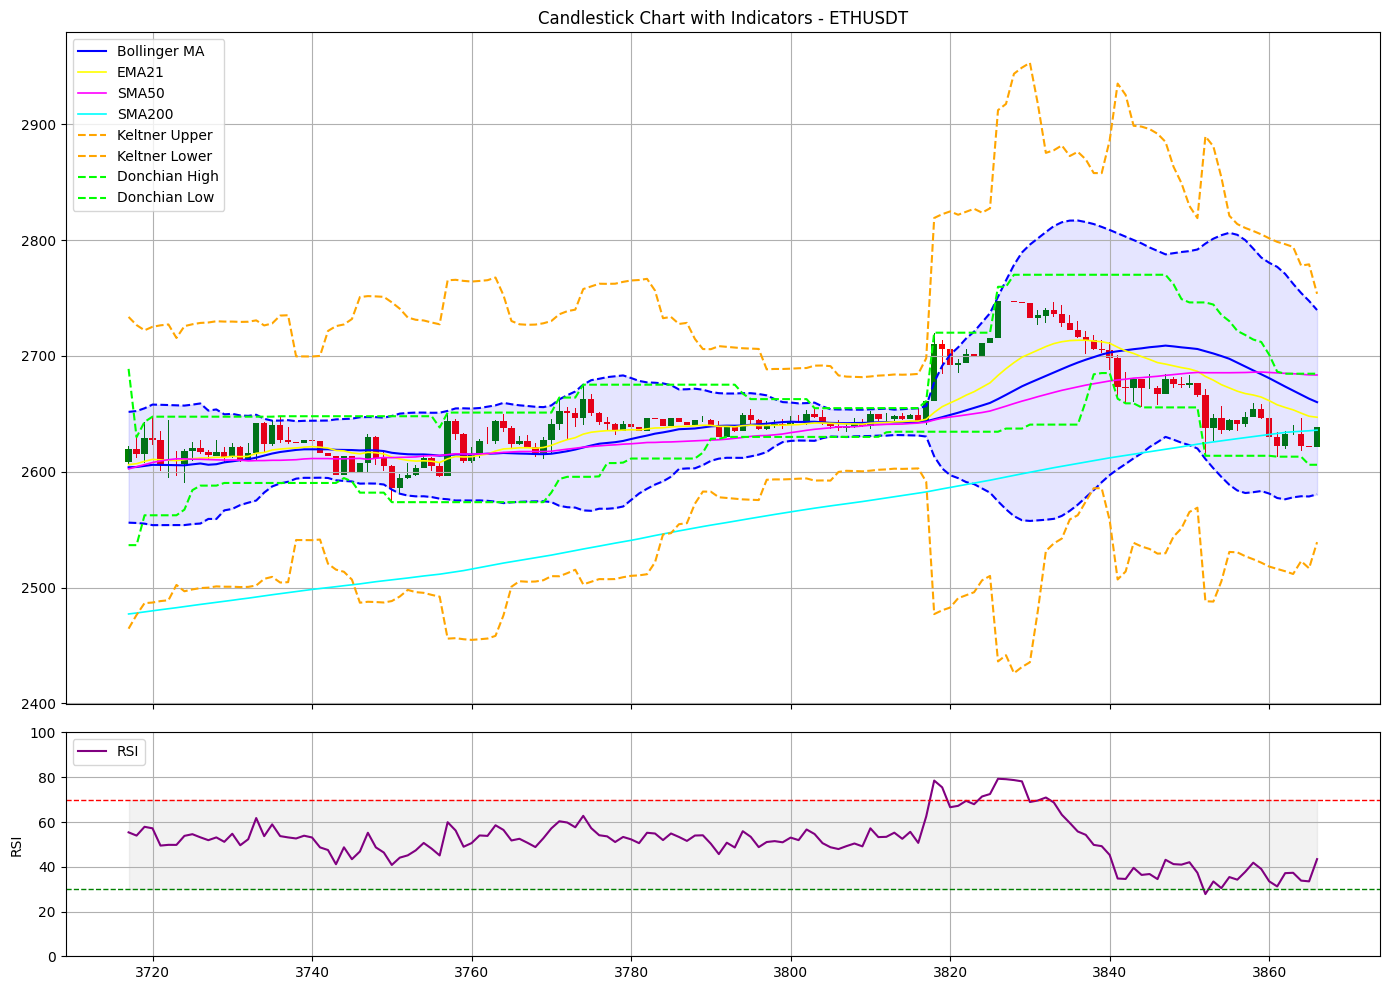 Candlestick Chart with Indicators - ETHUSDT
Bollinger MA
EMA21
SMA50
SMA200
Keltner Upper
Keltner Lower
Donchian High
Donchian Low
2900
2800
2700
2600
2500
2400
RSI
100
80
60
40
20
0
RSI
3720 3740 3760 3780 3800 3820 3840 3860